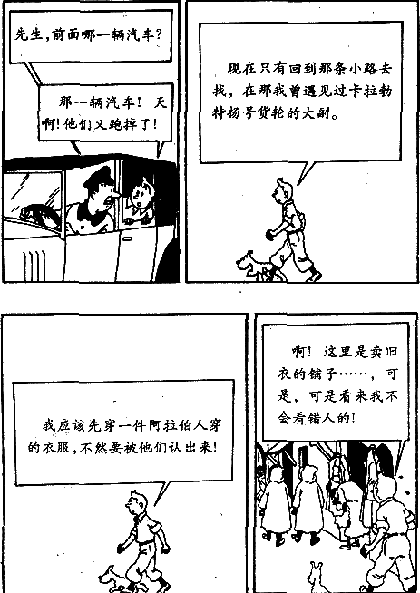 先生,前面哪一辆汽车?
那一辆汽车! 天
啊!他们又跑掉了!
现在只有回到那条小路去
找,在那我曾遇见过卡拉勃
特扬号货轮的大副。
我应该先穿一件阿拉伯人穿
的衣服,不然要被他们认出来!
啊! 这里是卖旧
衣的铺子……,可
是,可是看来我不
会看错人的!